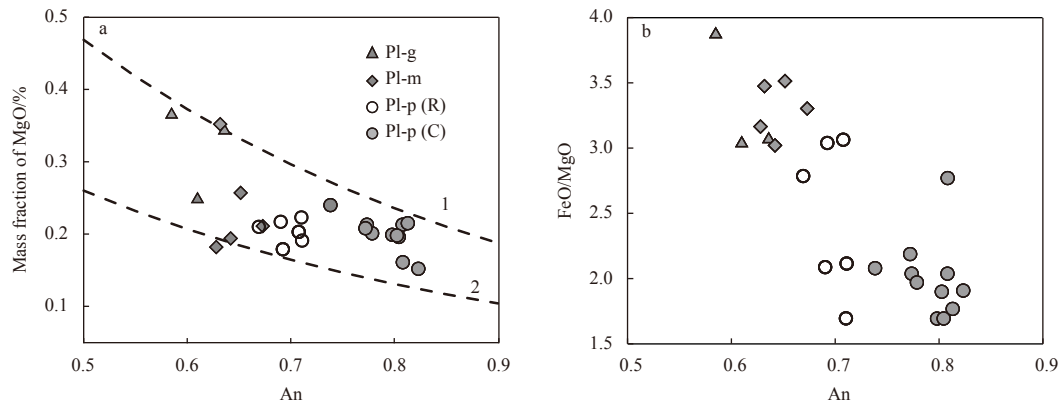 a
0.5
0.4
0.3
0.2
0.1
Mass fraction of MgO/%
Pl-g
Pl-m
Pl-p (R)
Pl-p (C)
1
2
0.5 0.6 0.7 0.8 0.9
An
b
4.0
3.5
3.0
2.5
2.0
1.5
FeO/MgO
0.5 0.6 0.7 0.8 0.9
An